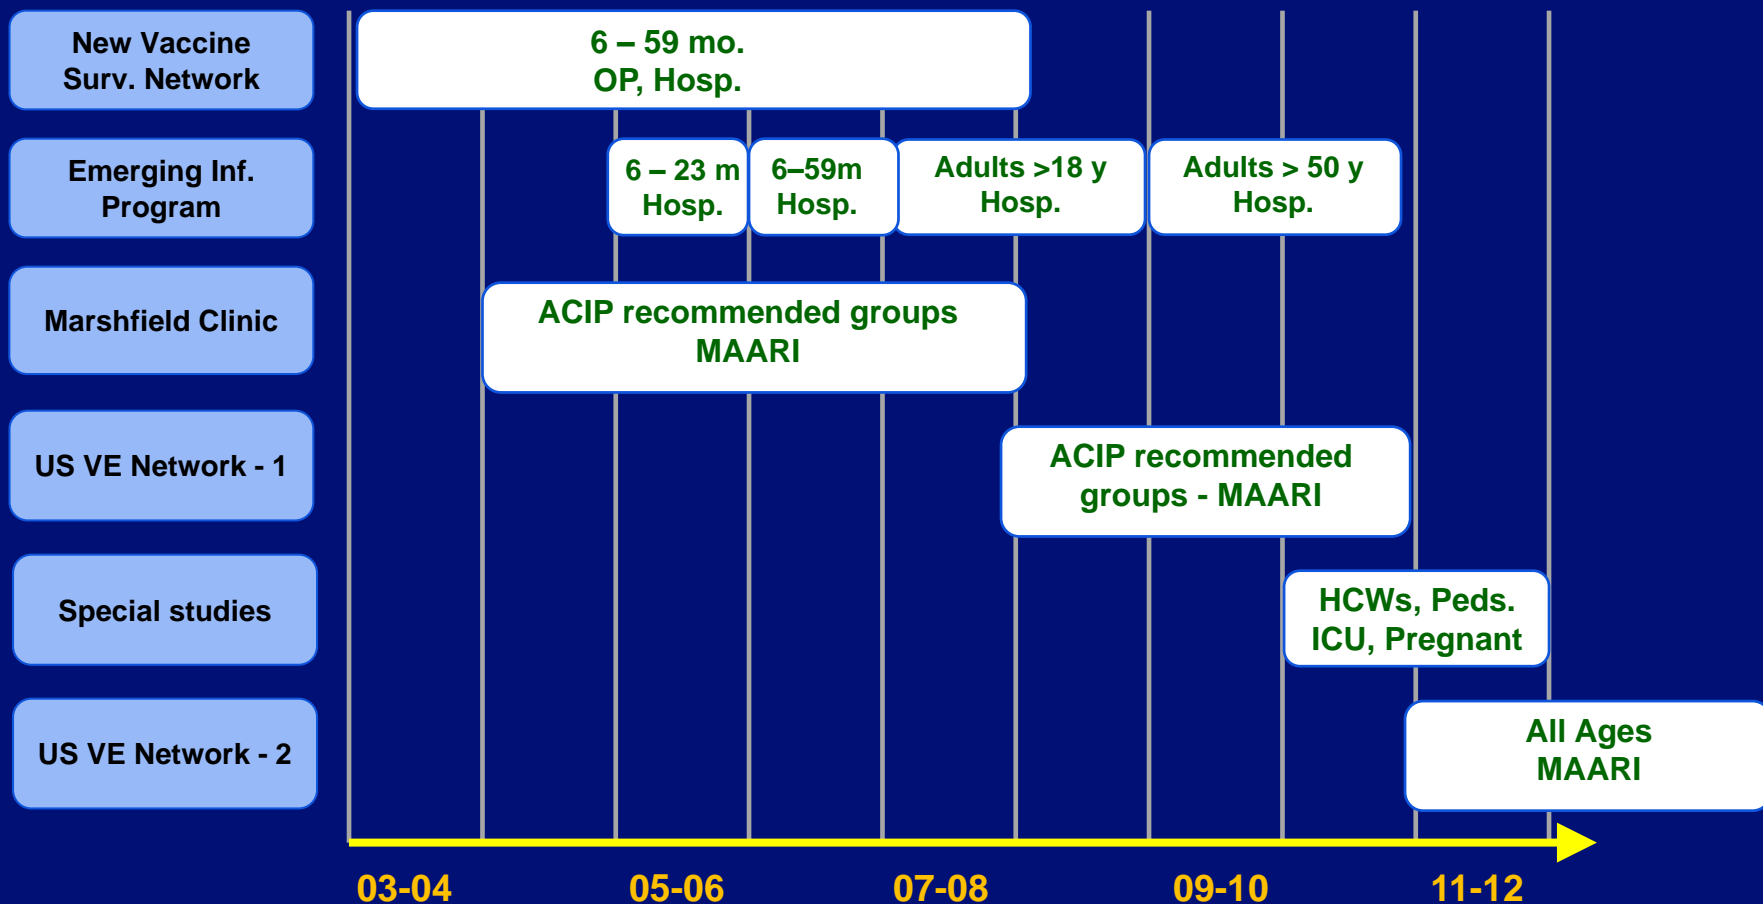 New Vaccine
Surv. Network
6 – 59 mo.
OP, Hosp.
Emerging Inf.
Program
6 – 23 m
Hosp.
6–59m
Hosp.
Adults >18 y
Hosp.
Adults > 50 y
Hosp.
Marshfield Clinic
ACIP recommended groups
MAARI
US VE Network - 1
ACIP recommended
groups - MAARI
Special studies
HCWs, Peds.
ICU, Pregnant
US VE Network - 2
All Ages
MAARI
03-04
05-06
07-08
09-10
11-12